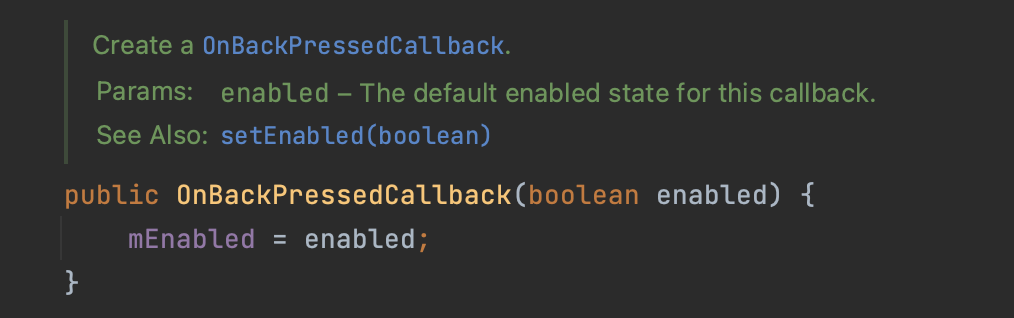 Create a OnBackPressedCallback.
Params: enabled – The default enabled state for this callback.
See Also: setEnabled(boolean)
public OnBackPressedCallback(boolean enabled) {
mEnabled = enabled;
}